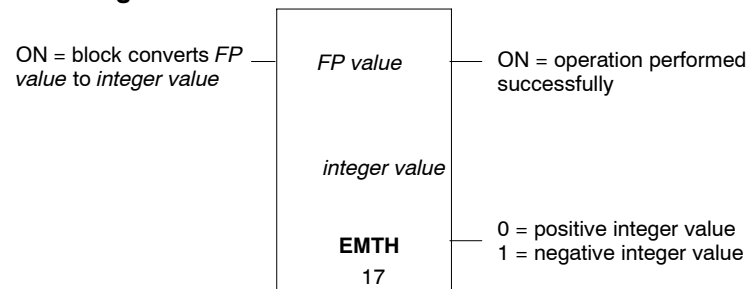 ON = block converts FP
value to integer value
FP value
ON = operation performed
successfully
integer value
EMTH
17
0 = positive integer value
1 = negative integer value